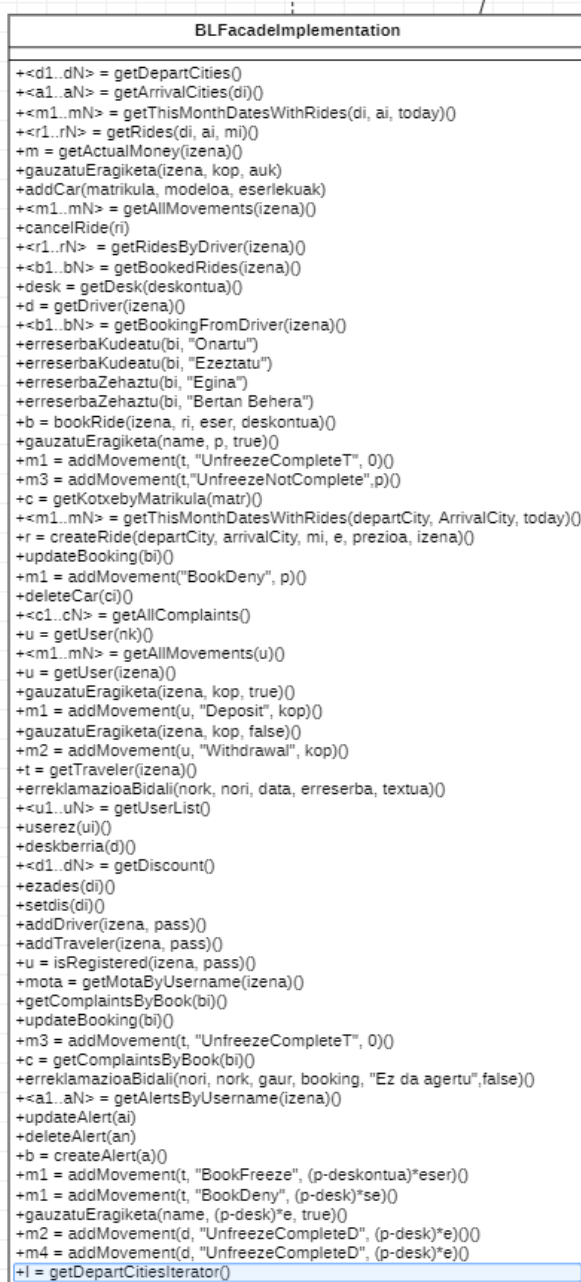 BLFacadeImplementation
+<d1..dN> = getDepartCities()
+<a1..aN> = getArrivalCities(di)()
+<m1..mN> = getThisMonthDatesWithRides(di, ai, today)()
+<r1..rN> = getRides(di, ai, mi)()
+m = getActualMoney(izena)()
+gauzatuEragiketa(izena, kop, auk)
+addCar(matrikula, modeloa, eserlekuak)
+<m1..mN> = getAllMovements(izena)()
+cancelRide(ri)
+<r1..rN>  = getRidesByDriver(izena)()
+<b1..bN> = getBookedRides(izena)()
+desk = getDesk(deskontua)()
+d = getDriver(izena)()
+<b1..bN> = getBookingFromDriver(izena)()
+erreserbaKudeatu(bi, "Onartu")
+erreserbaKudeatu(bi, "Ezeztatu")
+erreserbaZehaztu(bi, "Egina")
+erreserbaZehaztu(bi, "Bertan Behera")
+b = bookRide(izena, ri, eser, deskontua)()
+gauzatuEragiketa(name, p, true)()
+m1 = addMovement(t, "UnfreezeCompleteT", 0)()
+m3 = addMovement(t,"UnfreezeNotComplete",p)()
+c = getKotxebyMatrikula(matr)()
+<m1..mN> = getThisMonthDatesWithRides(departCity, ArrivalCity, today)()
+r = createRide(departCity, arrivalCity, mi, e, prezioa, izena)()
+updateBooking(bi)()
+m1 = addMovement("BookDeny", p)()
+deleteCar(ci)()
+<c1..cN> = getAllComplaints()
+u = getUser(nk)()
+<m1..mN> = getAllMovements(u)()
+u = getUser(izena)()
+gauzatuEragiketa(izena, kop, true)()
+m1 = addMovement(u, "Deposit", kop)()
+gauzatuEragiketa(izena, kop, false)()
+m2 = addMovement(u, "Withdrawal", kop)()
+t = getTraveler(izena)()
+erreklamazioaBidali(nork, nori, data, erreserba, textua)()
+<u1..uN> = getUserList()
+userez(ui)()
+deskberria(d)()
+<d1..dN> = getDiscount()
+ezades(di)()
+setdis(di)()
+addDriver(izena, pass)()
+addTraveler(izena, pass)()
+u = isRegistered(izena, pass)()
+mota = getMotaByUsername(izena)()
+getComplaintsByBook(bi)()
+updateBooking(bi)()
+m3 = addMovement(t, "UnfreezeCompleteT", 0)()
+c = getComplaintsByBook(bi)()
+erreklamazioaBidali(nori, nork, gaur, booking, "Ez da agertu",false)()
+<a1..aN> = getAlertsByUsername(izena)()
+updateAlert(ai)
+deleteAlert(an)
+b = createAlert(a)()
+m1 = addMovement(t, "BookFreeze", (p-deskontua)*eser)()
+m1 = addMovement(t, "BookDeny", (p-desk)*se)()
+gauzatuEragiketa(name, (p-desk)*e, true)()
+m2 = addMovement(d, "UnfreezeCompleteD", (p-desk)*e)()()
+m4 = addMovement(d, "UnfreezeCompleteD", (p-desk)*e)()
+I = getDepartCitiesIterator()